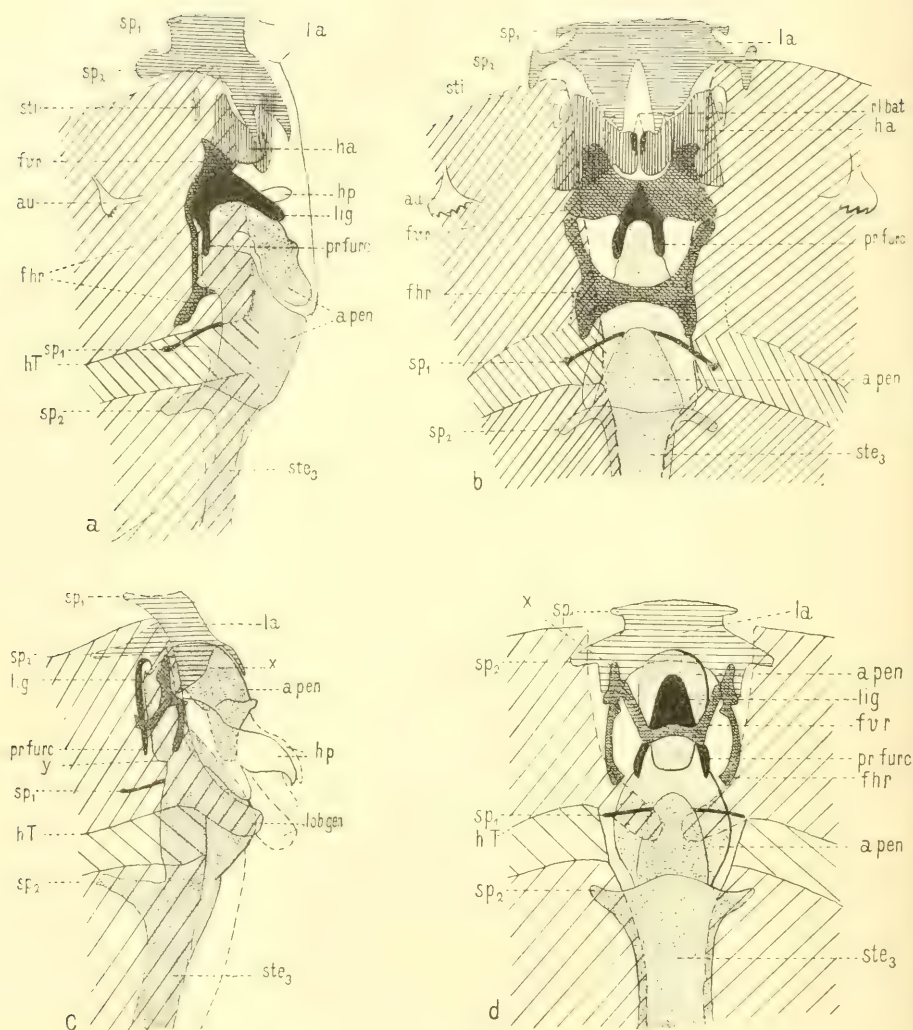 sp₁
la
sp₂
sti
ha
fvr
hp
au
lig
pr furc
fhr
a pen
sp₁
hT
sp₂
ste₃
a
sp₁
la
sp₂
sti
rl bat
ha
au
fvr
pr furc
fhr
sp₁
a pen
sp₂
ste₃
b
sp₁
la
sp₂
x
lig
a pen
pr furc
hp
y
sp₁
lob gen
hT
sp₂
ste₃
c
x
sp₁
la
sp₂
a pen
lig
fvr
pr furc
fhr
sp₁
hT
a pen
sp₂
ste₃
d